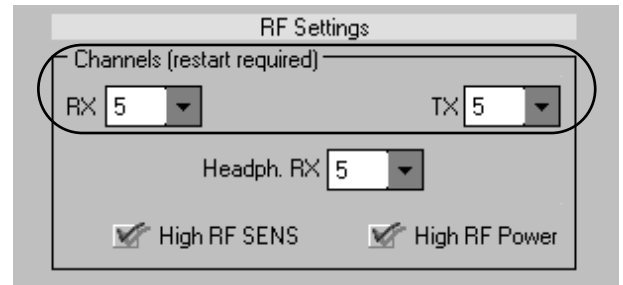 RF Settings
Channels (restart required)
RX 5 TX 5
Headph. RX 5
High RF SENS High RF Power